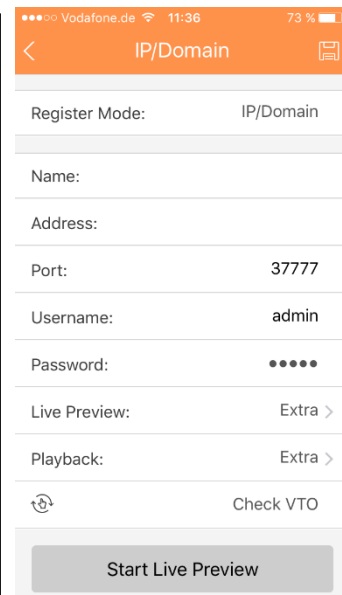 Vodafone.de 11:36 73 %
IP/Domain
Register Mode: IP/Domain
Name:
Address:
Port: 37777
Username: admin
Password: •••••
Live Preview: Extra >
Playback: Extra >
Check VTO
Start Live Preview